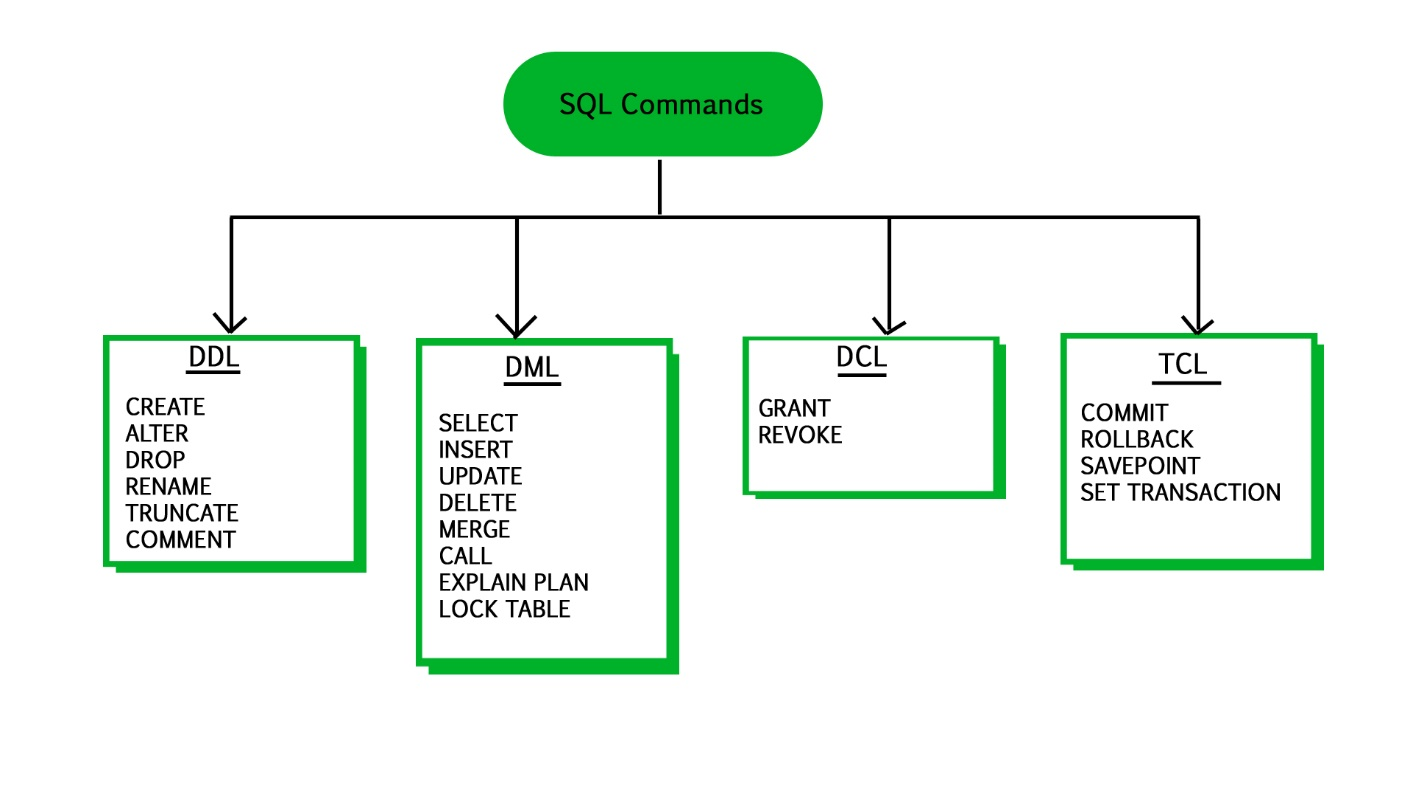 SQL Commands
DDL
CREATE
ALTER
DROP
RENAME
TRUNCATE
COMMENT
DML
SELECT
INSERT
UPDATE
DELETE
MERGE
CALL
EXPLAIN PLAN
LOCK TABLE
DCL
GRANT
REVOKE
TCL
COMMIT
ROLLBACK
SAVEPOINT
SET TRANSACTION